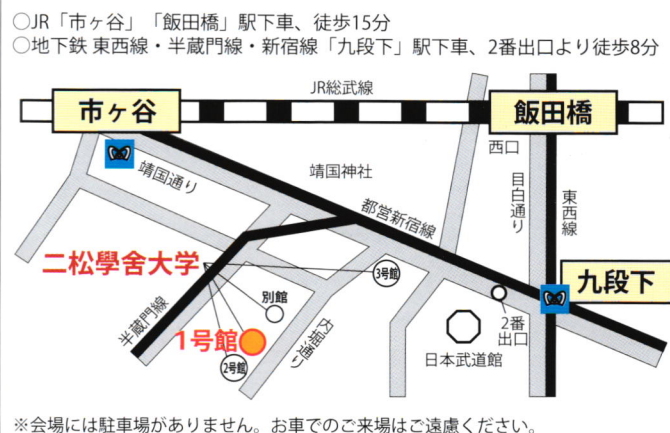 ○JR「市ヶ谷」「飯田橋」駅下車、徒歩15分
○地下鉄 東西線・半蔵門線・新宿線「九段下」駅下車、2番出口より徒歩8分
JR総武線
市ヶ谷
飯田橋
西口
靖国通り
靖国神社
目白通り
東西線
都営新宿線
二松學舍大学
3号館
九段下
別館
半蔵門線
1号館
2号館
内堀通り
2番
出口
日本武道館
※会場には駐車場がありません。お車でのご来場はご遠慮ください。